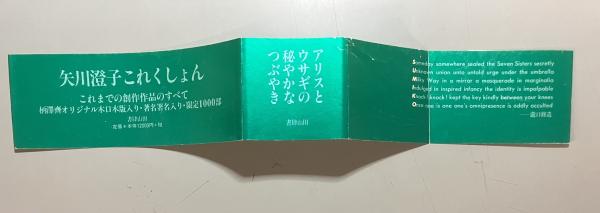 矢川澄子これくしょん
これまでの創作作品のすべて
柄澤齊オリジナル木口木版入り・著者署名入り・限定1000部
書肆山田
定価＊本体12000円＋税
アリスと
ウサギの
秘やかな
つぶやき
書肆山田
Someday somewhere sealed the Seven Sisters secretly
Unknown union unto untold urge under the umbrella
Milky Way in a mirror a masquerade in marginalia
Indulged in inspired infancy the identity is impalpable
Knock! knock! kept the key kindly between your knees
One is one one's omnipresence is oddly occulted
——瀧口修造